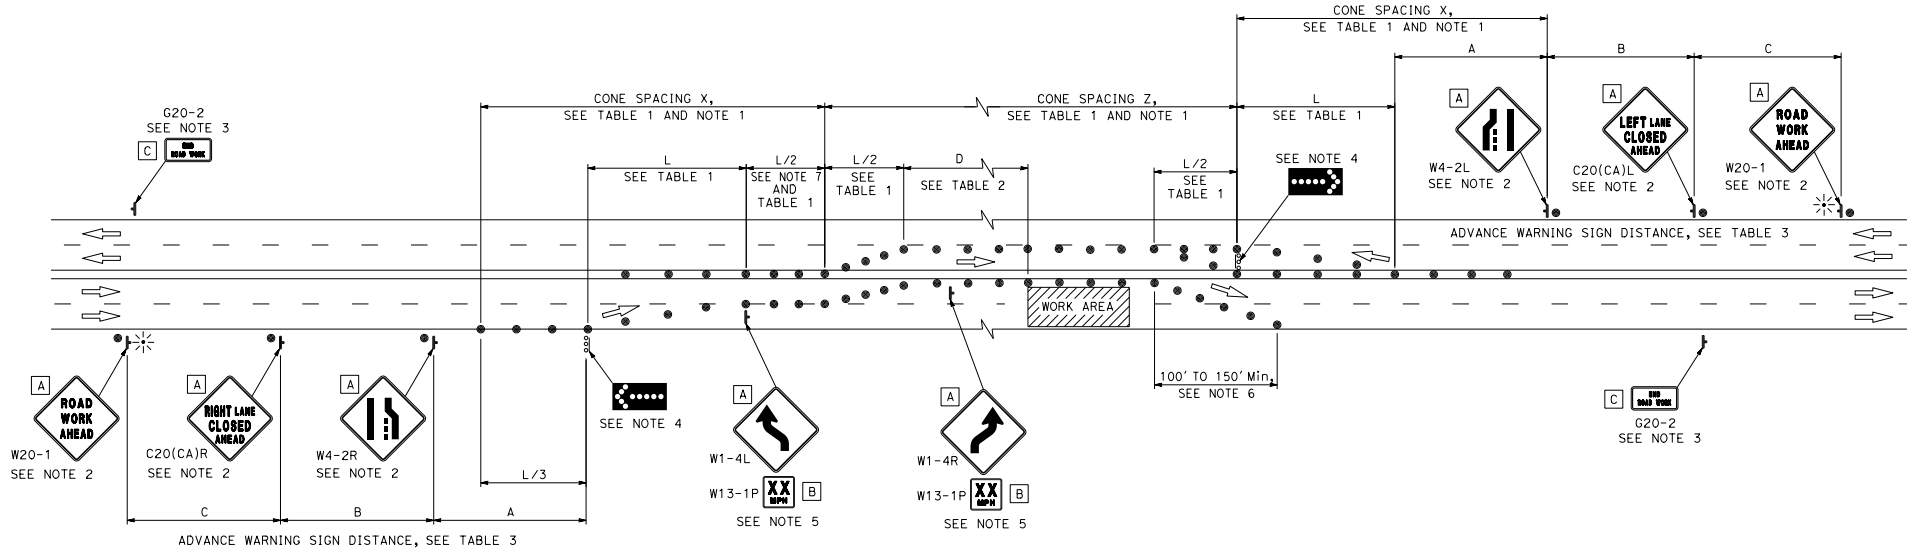 CONE SPACING X,
SEE TABLE 1 AND NOTE 1
A
B
C
G20-2
SEE NOTE 3
C
END
ROAD WORK
CONE SPACING X,
SEE TABLE 1 AND NOTE 1
CONE SPACING Z,
SEE TABLE 1 AND NOTE 1
L
SEE TABLE 1
A
A
A
LEFT LANE
CLOSED
AHEAD
ROAD
WORK
AHEAD
L
SEE TABLE 1
L/2
SEE NOTE 7
AND
TABLE 1
L/2
SEE
TABLE 1
D
SEE TABLE 2
L/2
SEE
TABLE 1
SEE NOTE 4
W4-2L
SEE NOTE 2
C20(CA)L
SEE NOTE 2
W20-1
SEE NOTE 2
ADVANCE WARNING SIGN DISTANCE, SEE TABLE 3
WORK AREA
A
ROAD
WORK
AHEAD
W20-1
SEE NOTE 2
A
RIGHT LANE
CLOSED
AHEAD
C20(CA)R
SEE NOTE 2
A
W4-2R
SEE NOTE 2
SEE NOTE 4
A
W1-4L
W13-1P
XX
MPH
B
SEE NOTE 5
A
W1-4R
W13-1P
XX
MPH
B
SEE NOTE 5
100' TO 150' Min,
SEE NOTE 6
C
END
ROAD WORK
G20-2
SEE NOTE 3
L/3
C
B
A
ADVANCE WARNING SIGN DISTANCE, SEE TABLE 3